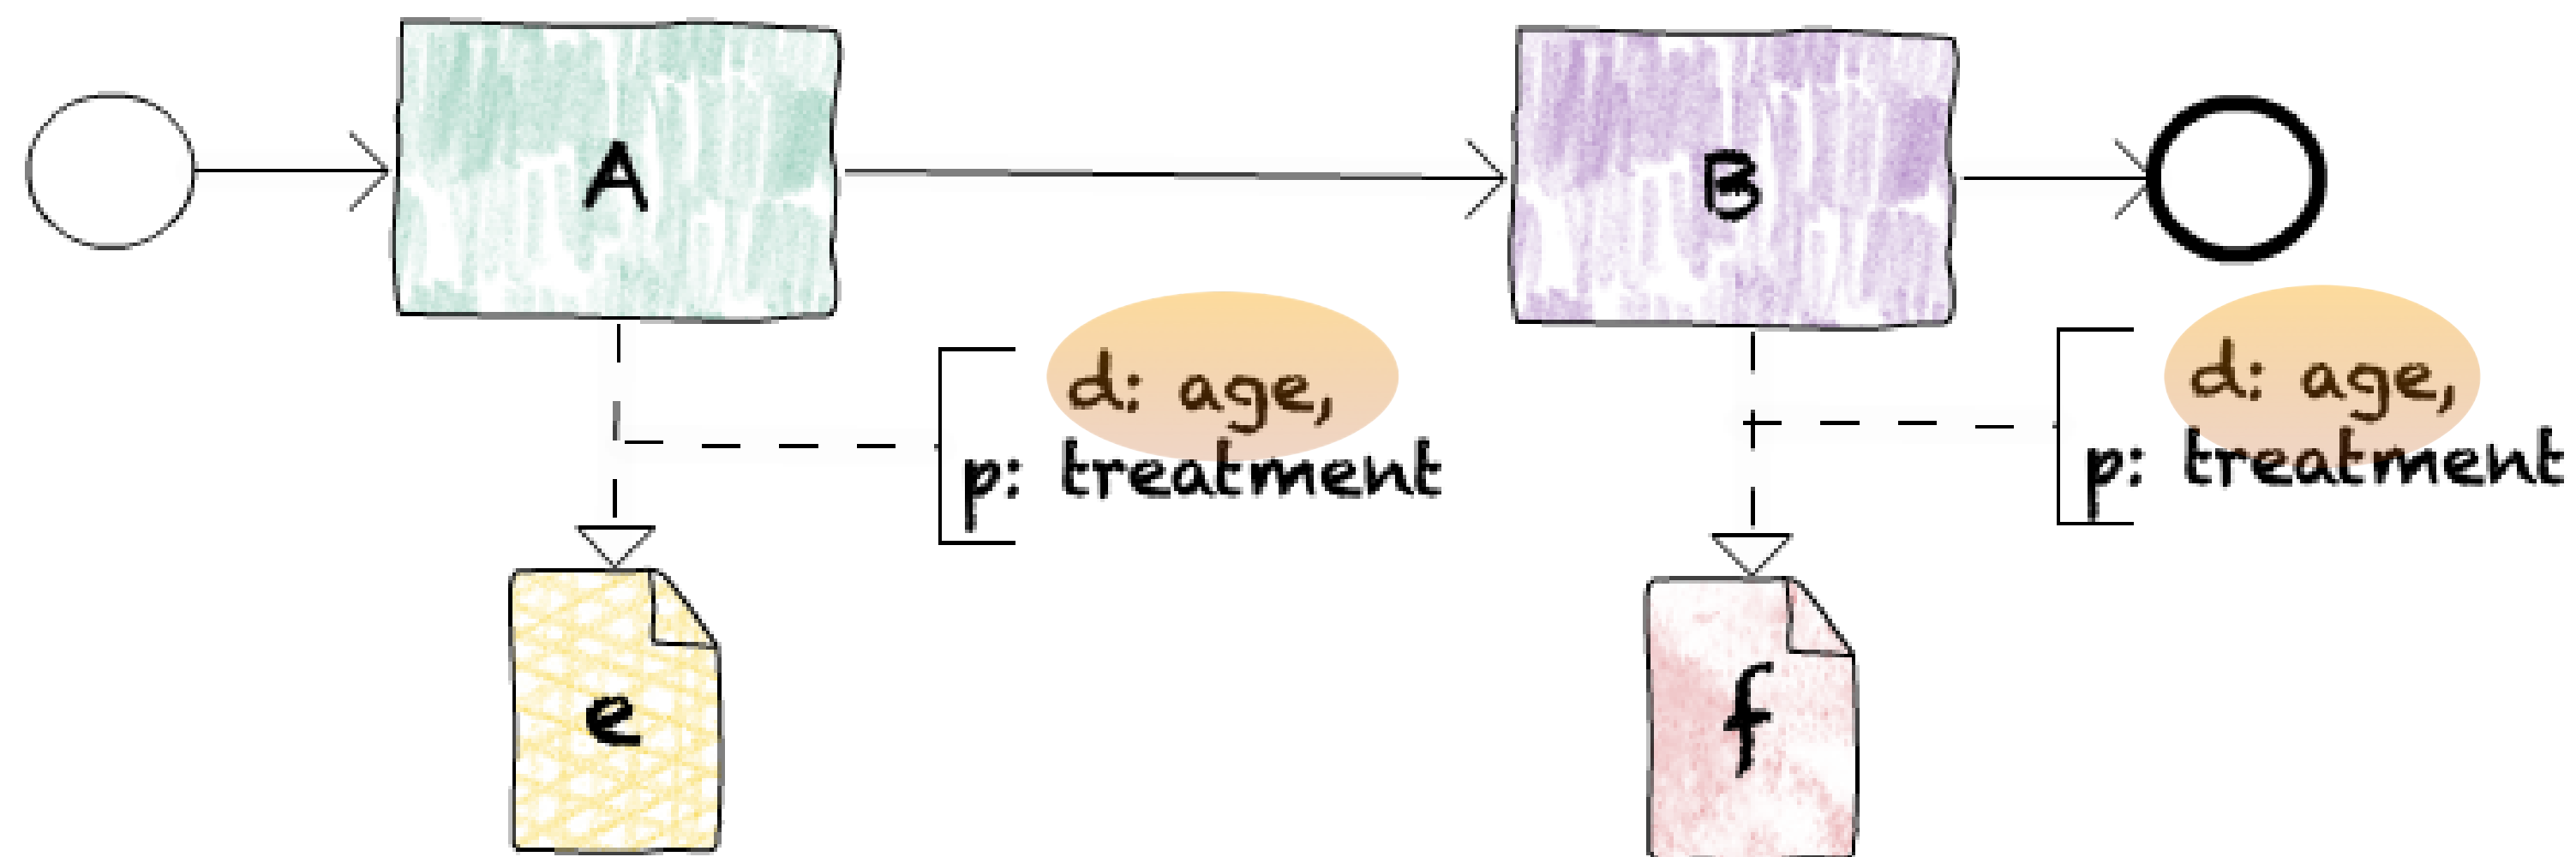 A
B
d: age,
p: treatment
d: age,
p: treatment
e
f